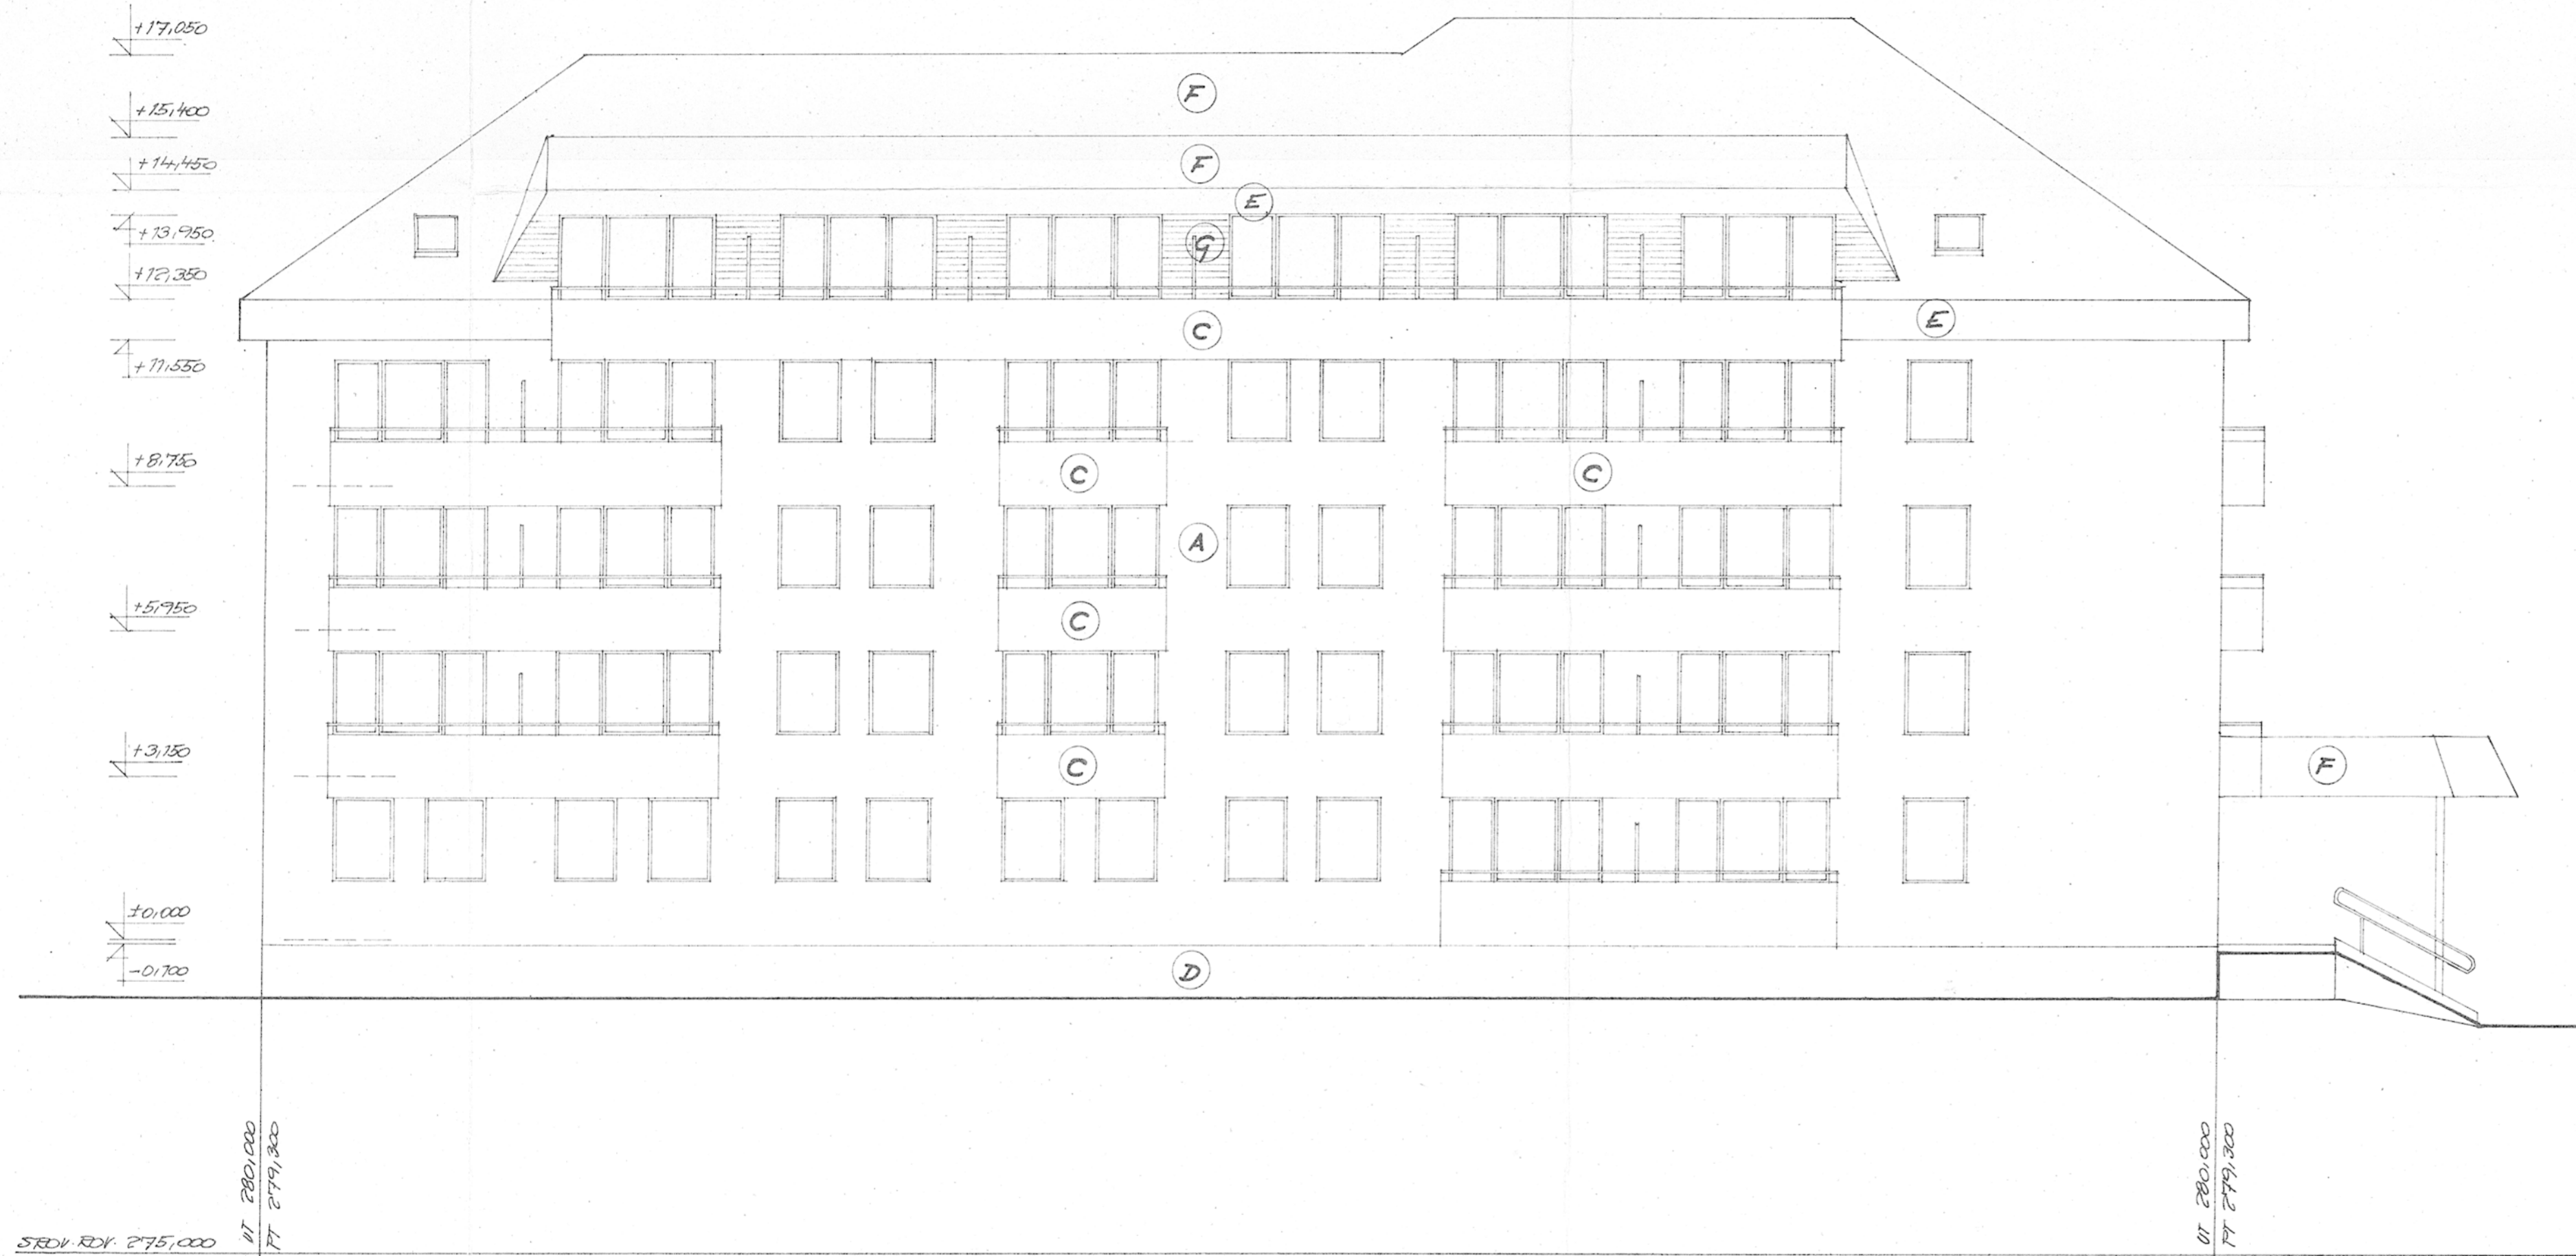 +17,050
F
+15,400
F
+14,450
E
+13,950
G
+12,350
C
E
+11,550
+8,750
C
C
A
+5,950
C
+3,150
C
F
±0,000
-0,100
D
UT 280,000
PT 279,300
UT 280,000
PT 279,300
SROV. ROV. 275,000